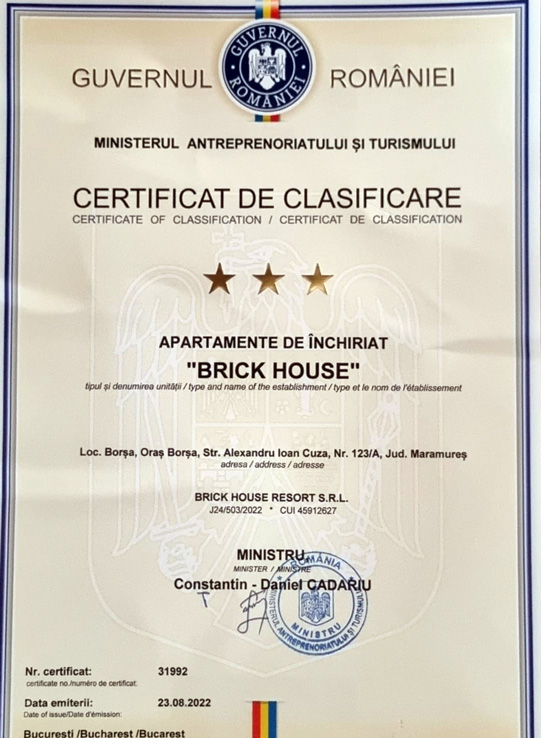 GUVERNUL ROMÂNIEI
GUVERNUL ROMÂNIEI
MINISTERUL ANTREPRENORIATULUI ȘI TURISMULUI
CERTIFICAT DE CLASIFICARE
CERTIFICATE OF CLASSIFICATION / CERTIFICAT DE CLASSIFICATION
APARTAMENTE DE ÎNCHIRIAT
"BRICK HOUSE"
tipul și denumirea unității / type and name of the establishment / type et le nom de l'établissement
Loc. Borșa, Oraș Borșa, Str. Alexandru Ioan Cuza, Nr. 123/A, Jud. Maramureș
adresa / address / adresse
BRICK HOUSE RESORT S.R.L.
J24/503/2022 * CUI 45912627
MINISTRU,
MINISTER / MINISTRE
Constantin - Daniel CADARIU
ROMÂNIA
MINISTERUL ANTREPRENORIATULUI ȘI TURISMULUI
MINISTRU
Nr. certificat: 31992
certificate no./numéro de certificat:
Data emiterii: 23.08.2022
Date of issue/Date d'émission:
București /Bucharest /Bucarest